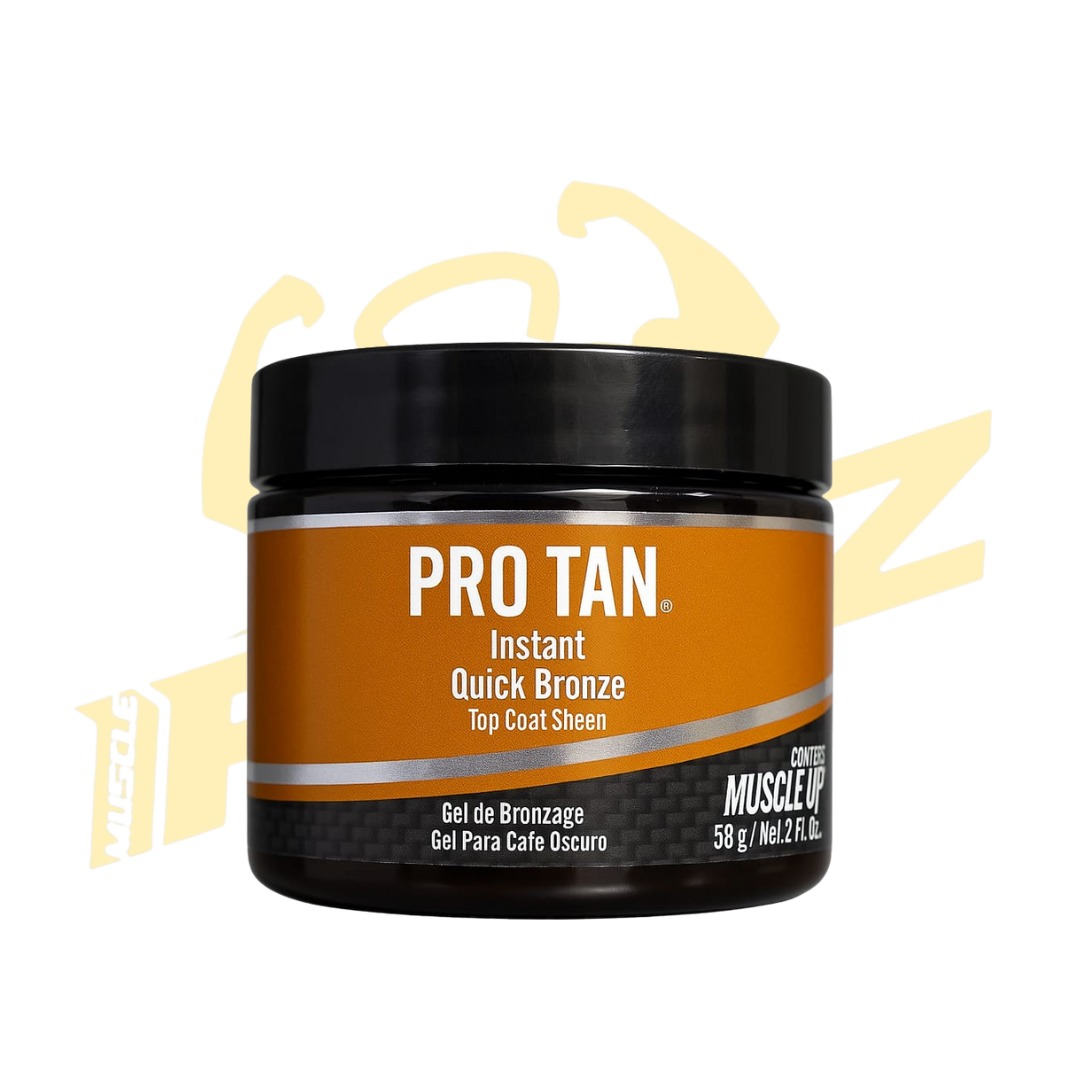 PRO TAN®
Instant
Quick Bronze
Top Coat Sheen
Gel de Bronzage
Gel Para Cafe Oscuro
CONTERS
MUSCLE UP
58 g / Nel. 2 Fl. Oz.
MUSCLE